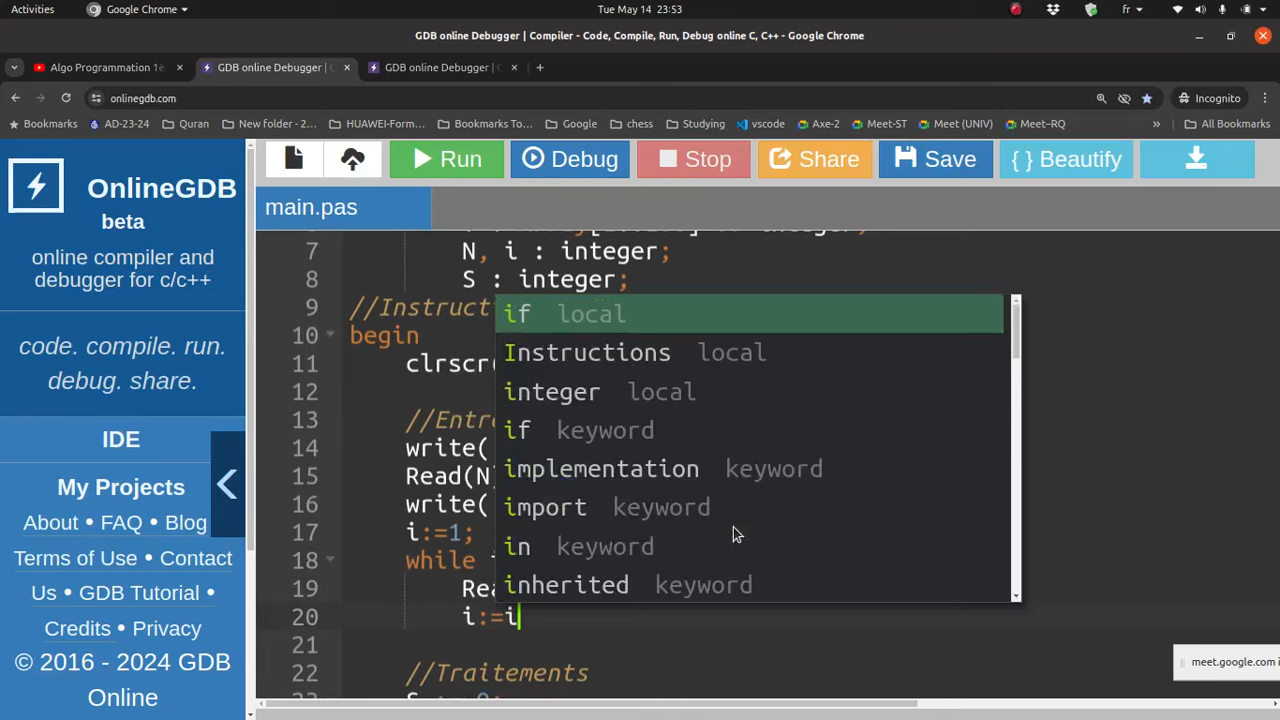 Activities Google Chrome Tue May 14 23:53 fr
GDB online Debugger | Compiler - Code, Compile, Run, Debug online C, C++ - Google Chrome
Algo Programmation 1è × GDB online Debugger | C × GDB online Debugger | C × +
onlinegdb.com Incognito
Bookmarks AD-23-24 Quran New folder - 2... HUAWEI-Form... Bookmarks To... Google chess Studying vscode Axe-2 Meet-ST Meet (UNIV) Meet–RQ » All Bookmarks
OnlineGDB
beta
online compiler and
debugger for c/c++
code. compile. run.
debug. share.
IDE
My Projects
About • FAQ • Blog
Terms of Use • Contact
Us • GDB Tutorial •
Credits • Privacy
© 2016 - 2024 GDB
Online
Run Debug Stop Share Save { } Beautify
main.pas
7 N, i : integer;
8 S : integer;
9 //Instructi
10 begin
11 clrscr
12
13 //Entr
14 write(
15 Read(N)
16 write(
17 i:=1;
18 while
19 Rea
20 i:=i
21
22 //Traitements
23
if local
Instructions local
integer local
if keyword
implementation keyword
import keyword
in keyword
inherited keyword
meet.google.com i